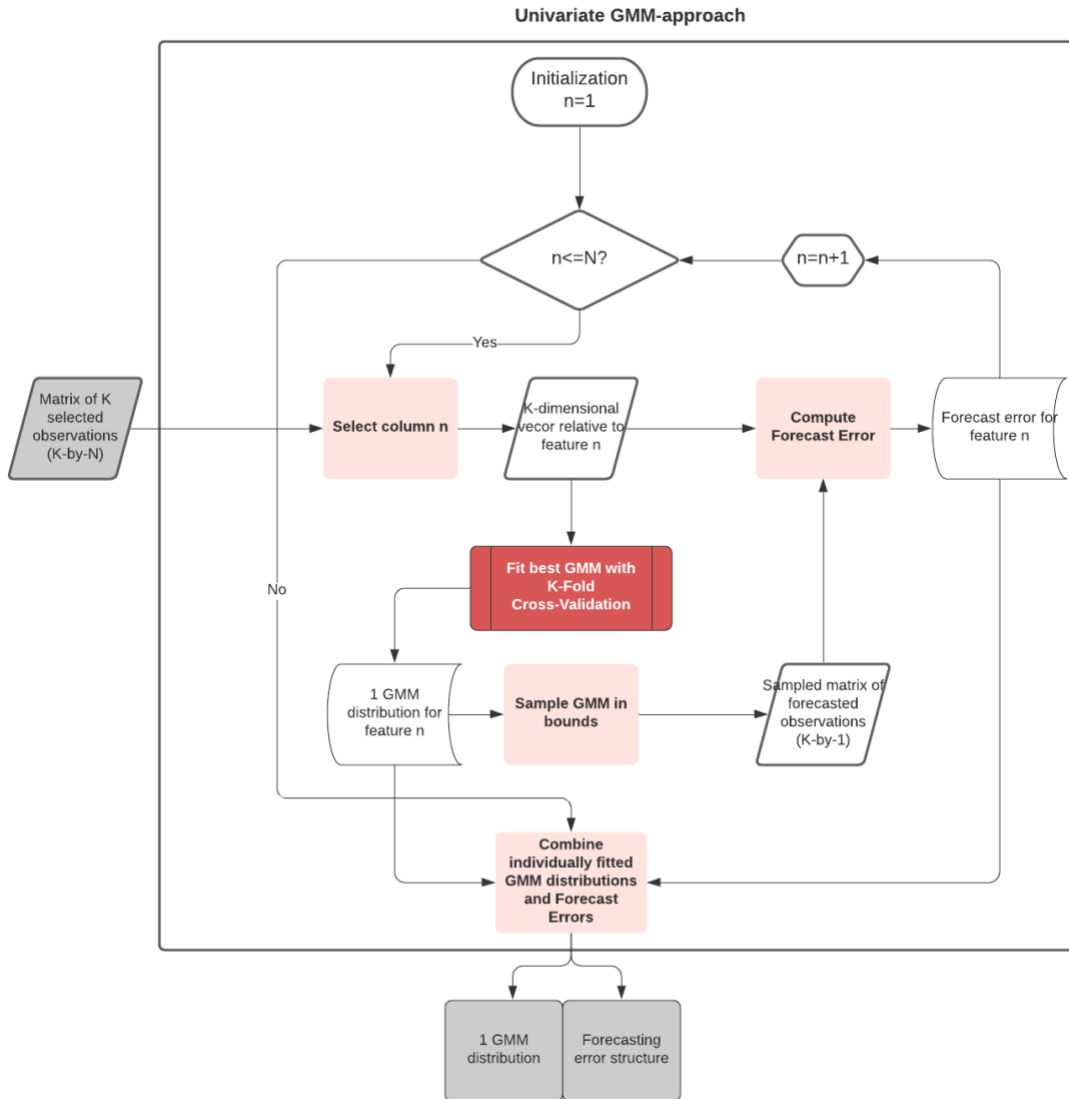 Univariate GMM-approach
Initialization
n=1
n<=N?
n=n+1
Yes
Matrix of K
selected
observations
(K-by-N)
Select column n
K-dimensional
vecor relative to
feature n
Compute
Forecast Error
Forecast error for
feature n
Fit best GMM with
K-Fold
Cross-Validation
No
1 GMM
distribution for
feature n
Sample GMM in
bounds
Sampled matrix of
forecasted
observations
(K-by-1)
Combine
individually fitted
GMM distributions
and Forecast
Errors
1 GMM
distribution
Forecasting
error structure